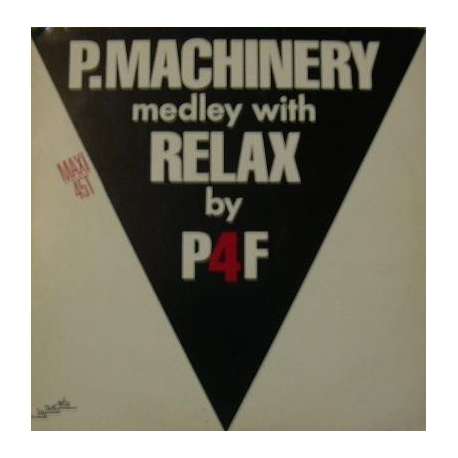 P.MACHINERY
medley with
RELAX
by
P4F
MAXI
45T